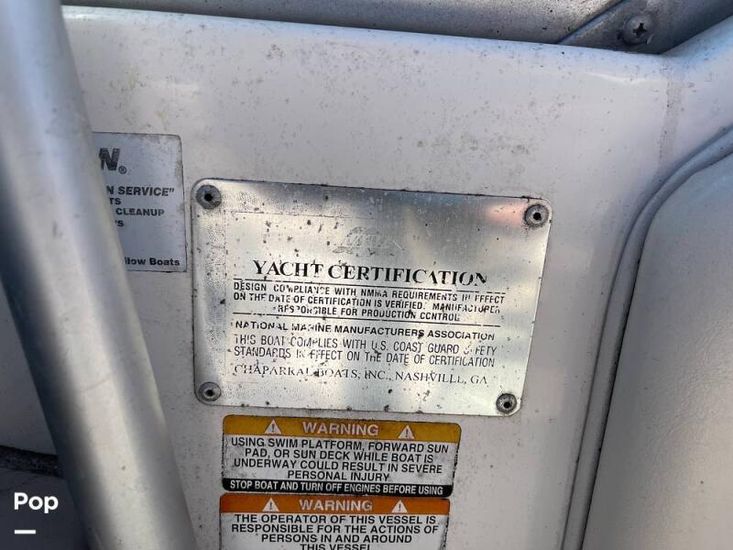 N®
N SERVICE"
TS
CLEANUP
llow Boats
YACHT CERTIFICATION
DESIGN COMPLIANCE WITH NMMA REQUIREMENTS IN EFFECT
ON THE DATE OF CERTIFICATION IS VERIFIED. MANUFACTURER
RESPONSIBLE FOR PRODUCTION CONTROL
NATIONAL MARINE MANUFACTURERS ASSOCIATION
THIS BOAT COMPLIES WITH U.S. COAST GUARD SAFETY
STANDARDS IN EFFECT ON THE DATE OF CERTIFICATION
CHAPARRAL BOATS, INC., NASHVILLE, GA
WARNING
USING SWIM PLATFORM, FORWARD SUN
PAD, OR SUN DECK WHILE BOAT IS
UNDERWAY COULD RESULT IN SEVERE
PERSONAL INJURY
STOP BOAT AND TURN OFF ENGINES BEFORE USING
WARNING
THE OPERATOR OF THIS VESSEL IS
RESPONSIBLE FOR THE ACTIONS OF
PERSONS IN AND AROUND
THIS VESSEL
Pop